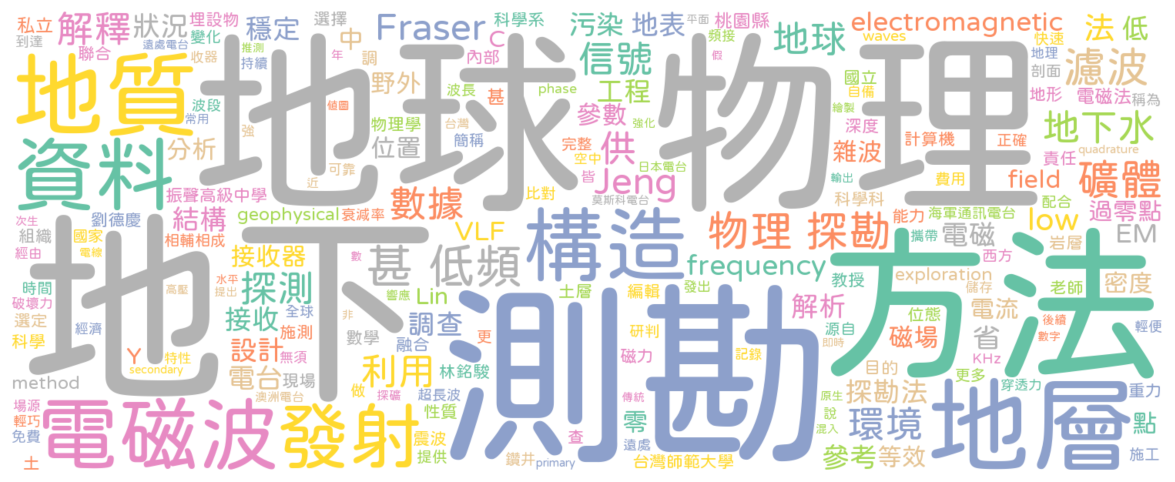 私立 解釋 狀況 埋設物 穩定 選擇 中 Fraser 科學系 污染 地表 桃園縣 electromagnetic 法 低
到達 聯合 遠處電台 變化 調 C 信號 地球 頻接 waves 快速
推測 收器 持續 年 內部 平面 假 地理 濾波
地質 地球 物理 野外 波長 甚 phase 工程 國立 自備 剖面 電磁法 稱為
波段 常用 值圖 物理學 台灣 簡稱 參數 強化 繪製 地形 地下水
資料 分析 強 位置 完整 空中 供 深度 計算機 正確
可靠 日本電台 雜波 責任 quadrature
振聲高級中學 近 比對 皆 Jeng 輸出 費用 field 礦體
次生 劉德慶 結構 geophysical 衰減率 數據 莫斯科電台 科學科 能力 配合 過零點
組織 國家 相輔相成 VLF 構造 物理 探勘 海軍通訊電台 low 電磁 EM
經由 電線 接收器 甚 低頻 攜帶 岩層 西方
地下 水平 數 frequency 教授 exploration 密度
時間 高壓 提出 探測 響應 Lin 土層 發出 編輯 解析 儲存 老師
破壞力 全球 接收 非 調查 更 源自 位態 電流
選定 經濟 施測 融合 研判 測勘 方法 即時 磁場 後續 輕便
科學 Y 特性 設計 無須 數學 林銘駿 磁力 記錄 省 KHz 數字
method secondary 電台 現場 做 利用 超長波 目的 更多 穿透力
場源 澳洲電台 探礦 性質 傳統 零 探勘法 原生 重力
輕巧 電磁波 發射 震波 查 遠處 環境 說 地層 點
免費 提供 鑽井 混入
土 primary 台灣師範大學 參考 等效 施工